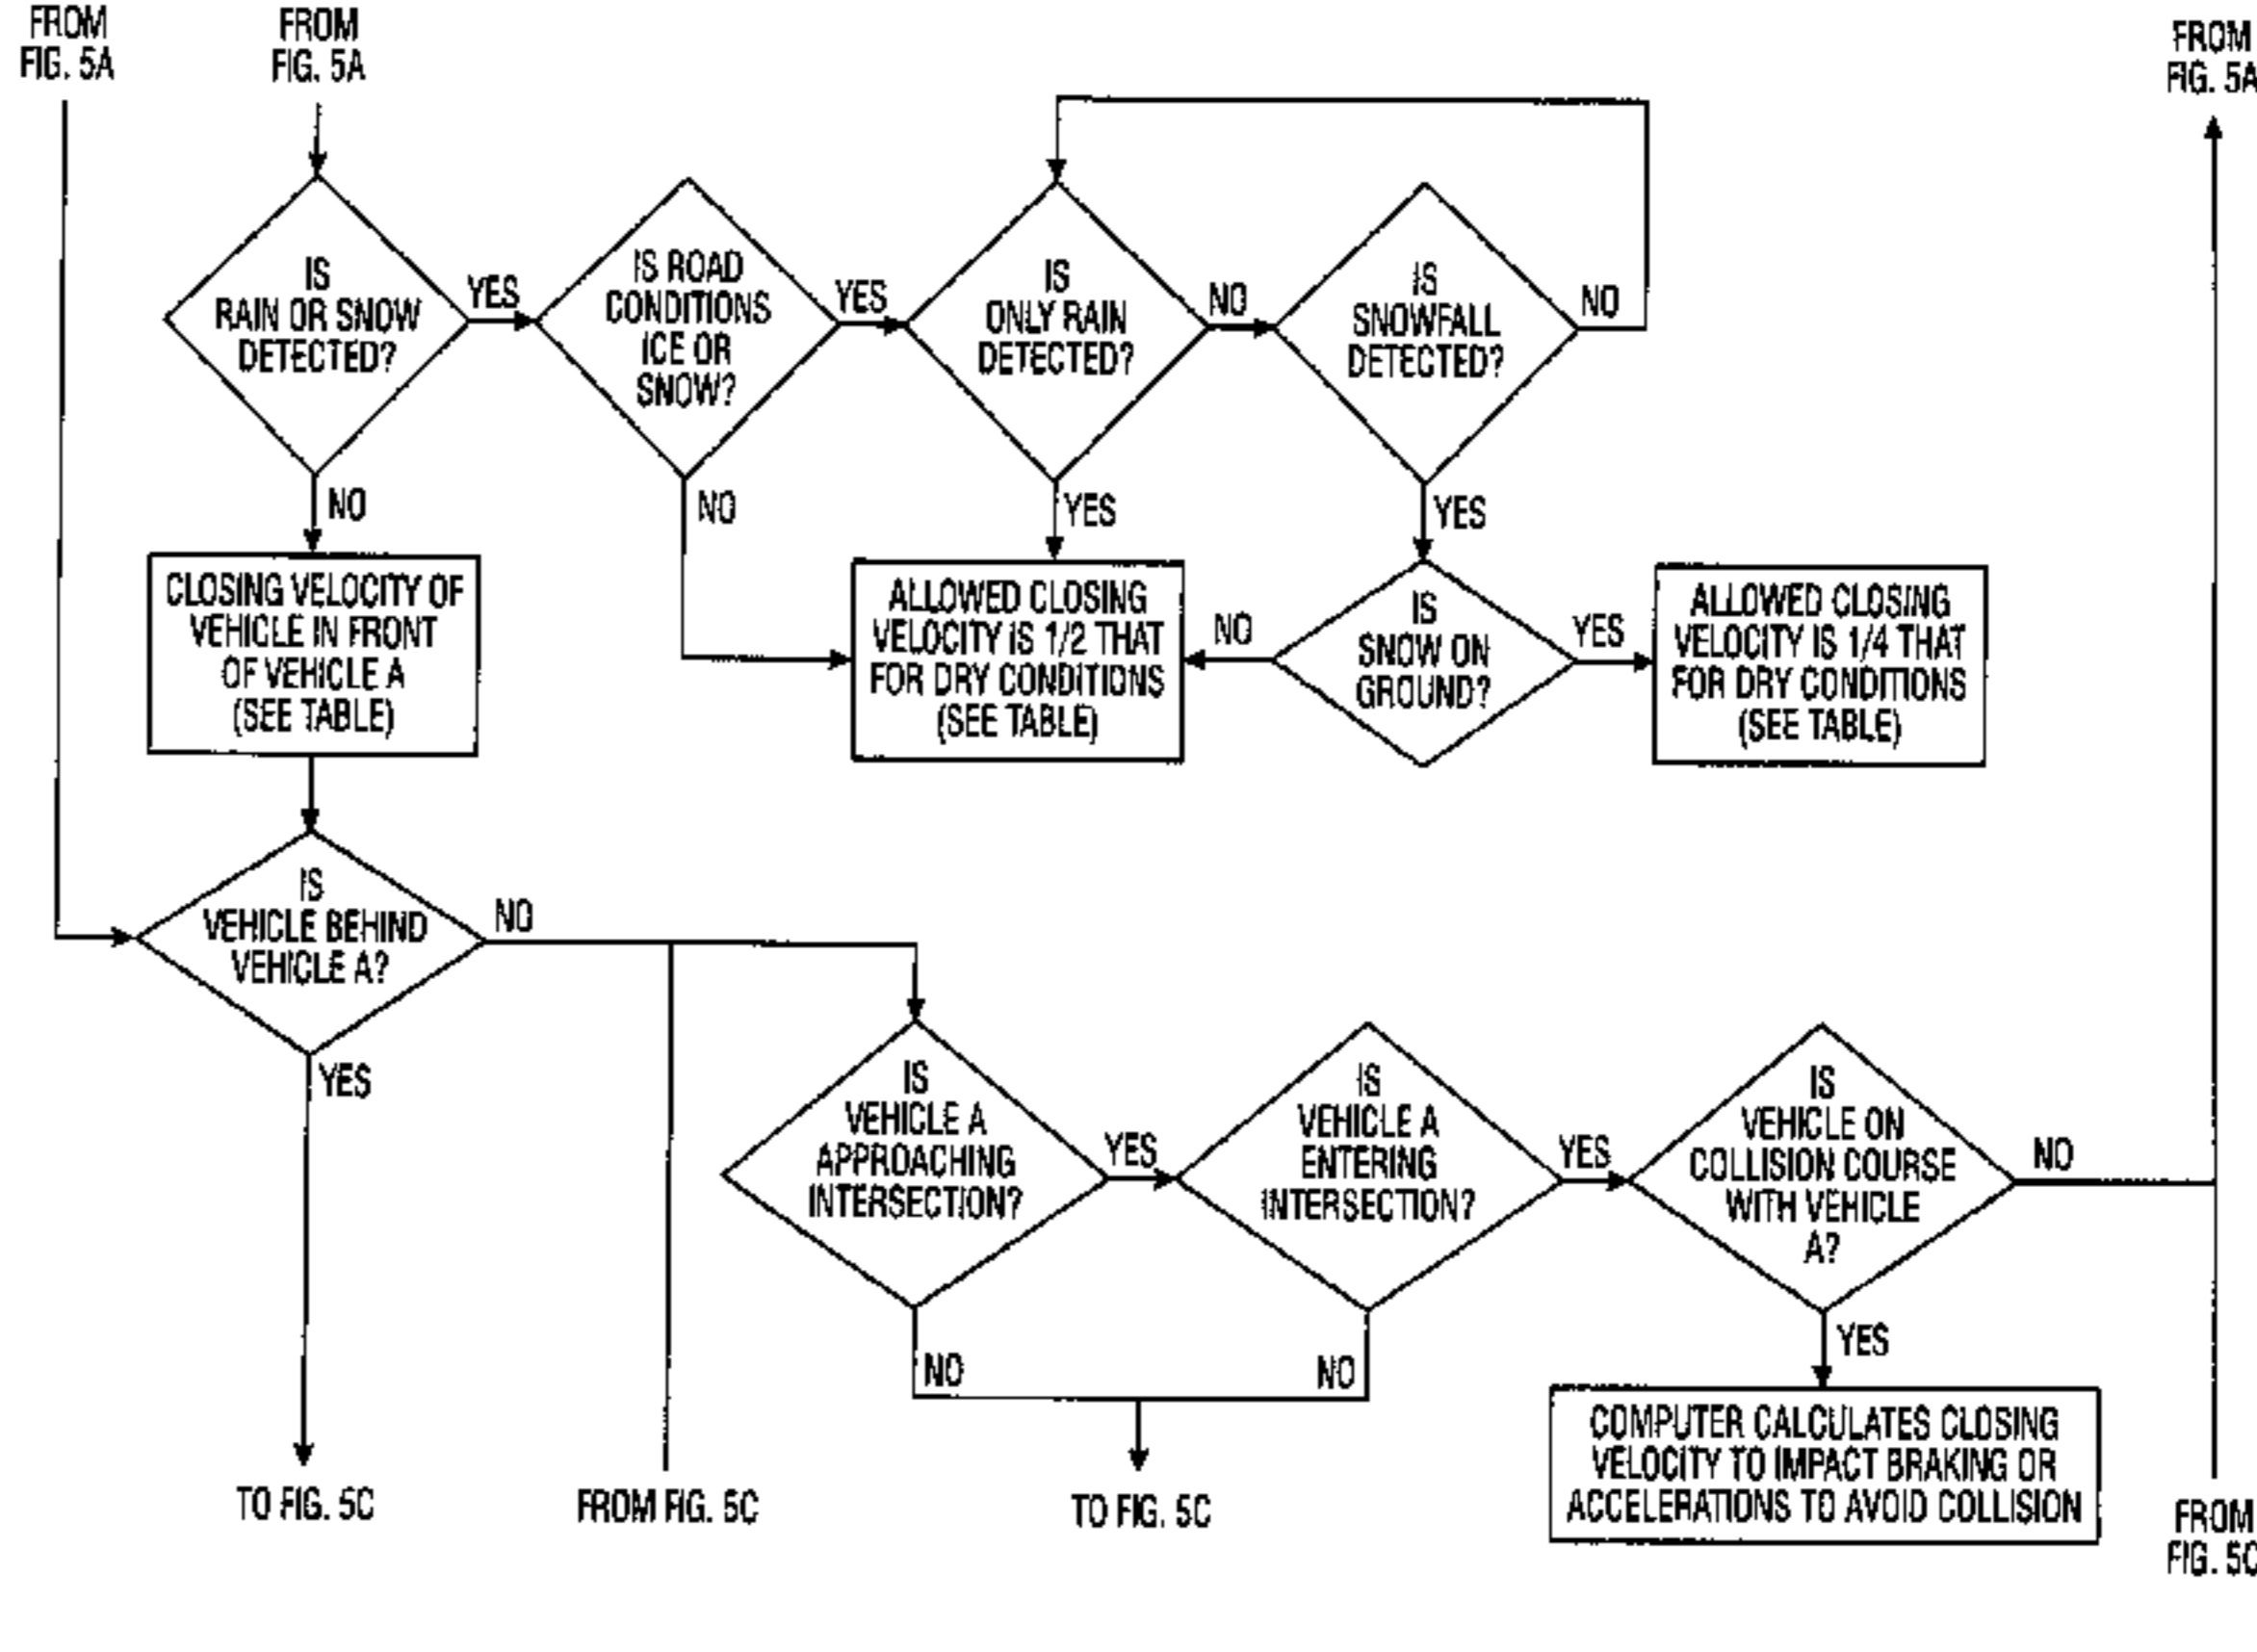 FROM
FIG. 5A
FROM
FIG. 5A
FROM
FIG. 5A
IS
RAIN OR SNOW
DETECTED?
YES
NO
IS ROAD
CONDITIONS
ICE OR
SNOW?
YES
NO
IS
ONLY RAIN
DETECTED?
NO
YES
IS
SNOWFALL
DETECTED?
NO
YES
CLOSING VELOCITY OF
VEHICLE IN FRONT
OF VEHICLE A
(SEE TABLE)
ALLOWED CLOSING
VELOCITY IS 1/2 THAT
FOR DRY CONDITIONS
(SEE TABLE)
NO
IS
SNOW ON
GROUND?
YES
ALLOWED CLOSING
VELOCITY IS 1/4 THAT
FOR DRY CONDITIONS
(SEE TABLE)
IS
VEHICLE BEHIND
VEHICLE A?
NO
YES
IS
VEHICLE A
APPROACHING
INTERSECTION?
YES
NO
IS
VEHICLE A
ENTERING
INTERSECTION?
YES
NO
IS
VEHICLE ON
COLLISION COURSE
WITH VEHICLE
A?
NO
YES
COMPUTER CALCULATES CLOSING
VELOCITY TO IMPACT BRAKING OR
ACCELERATIONS TO AVOID COLLISION
TO FIG. 5C
FROM FIG. 5C
TO FIG. 5C
FROM
FIG. 5C